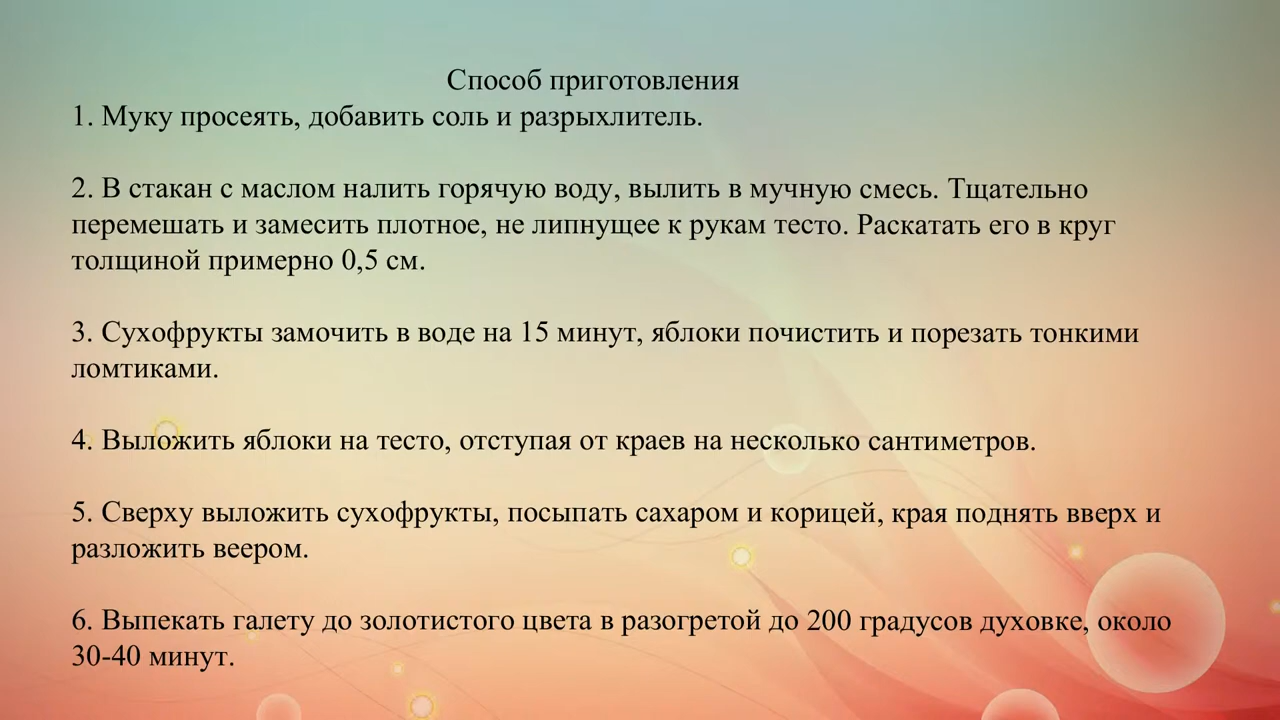 Способ приготовления
1. Муку просеять, добавить соль и разрыхлитель.
2. В стакан с маслом налить горячую воду, вылить в мучную смесь. Тщательно
перемешать и замесить плотное, не липнущее к рукам тесто. Раскатать его в круг
толщиной примерно 0,5 см.
3. Сухофрукты замочить в воде на 15 минут, яблоки почистить и порезать тонкими
ломтиками.
4. Выложить яблоки на тесто, отступая от краев на несколько сантиметров.
5. Сверху выложить сухофрукты, посыпать сахаром и корицей, края поднять вверх и
разложить веером.
6. Выпекать галету до золотистого цвета в разогретой до 200 градусов духовке, около
30-40 минут.